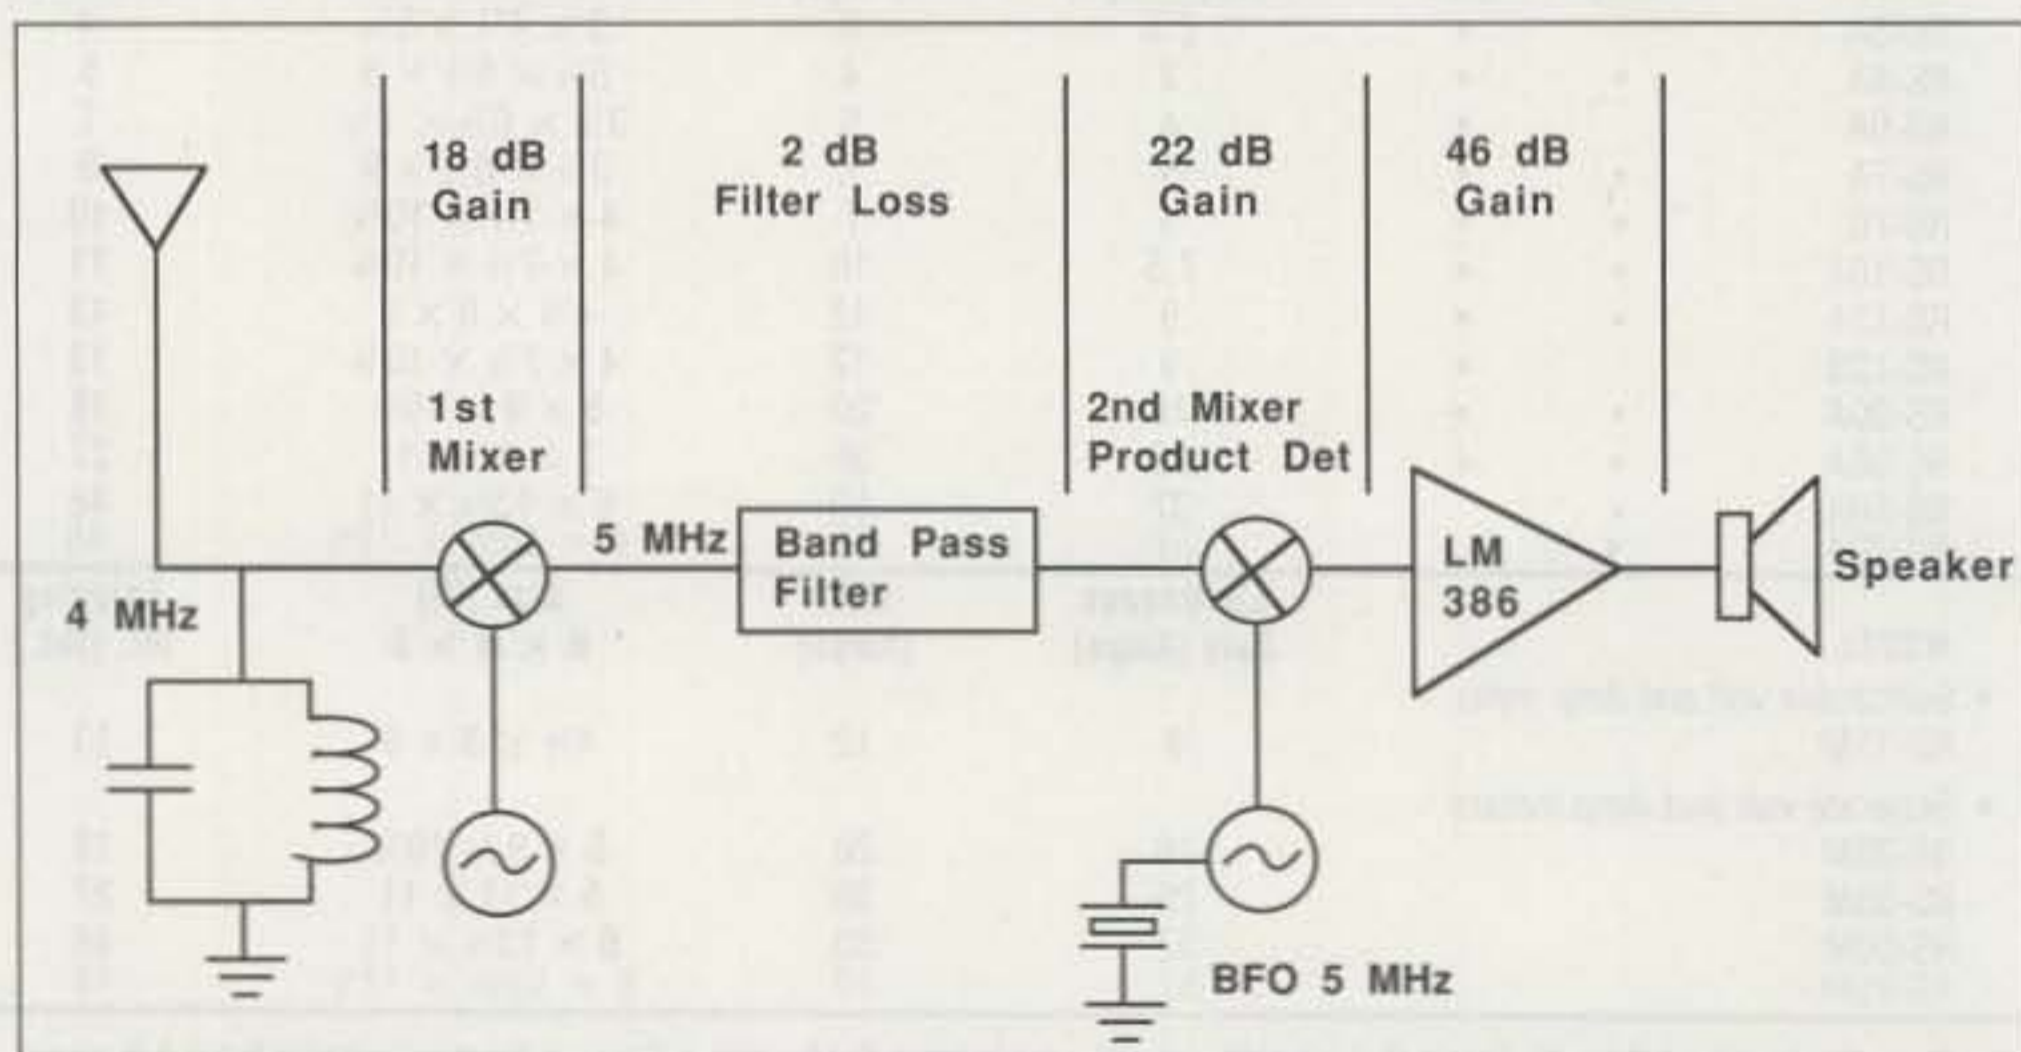 18 dB
Gain
2 dB
Filter Loss
22 dB
Gain
46 dB
Gain
1st
Mixer
2nd Mixer
Product Det
4 MHz
5 MHz
Band Pass
Filter
LM
386
Speaker
BFO 5 MHz